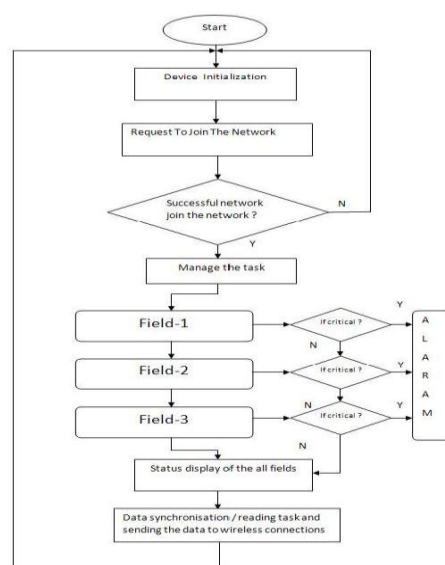 Start
Device Initialization
Request To Join The Network
Successful network
join the network ?
N
Y
Manage the task
Field-1
If critical ?
Y
N
Field-2
If critical ?
Y
N
Field-3
If critical ?
Y
N
A
L
A
R
A
M
Status display of the all fields
Data synchronisation / reading task and
sending the data to wireless connections